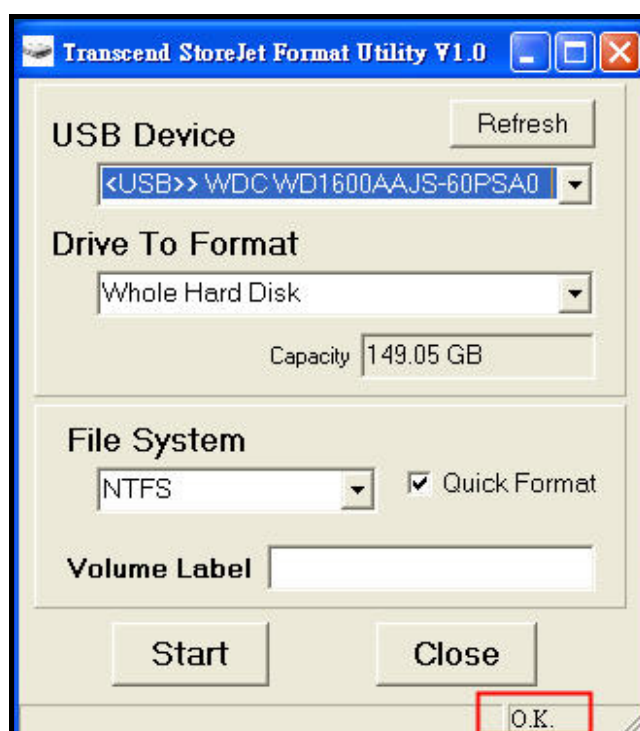 Transcend StoreJet Format Utility V1.0
USB Device
Refresh
<USB>> WDC WD1600AAJS-60PSA0
Drive To Format
Whole Hard Disk
Capacity 149.05 GB
File System
NTFS
Quick Format
Volume Label
Start
Close
O.K.